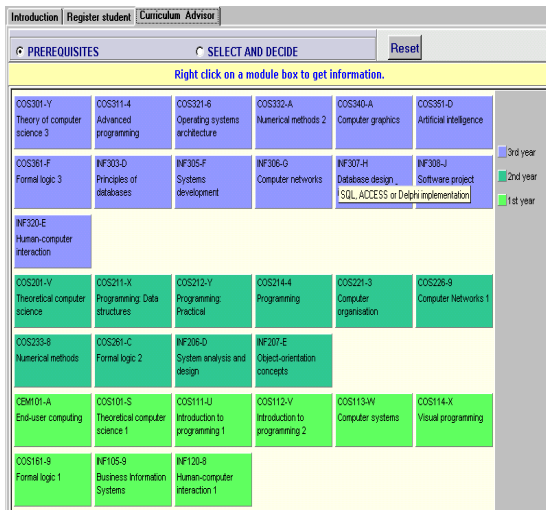 Introduction Register student Curriculum Advisor
PREREQUISITES SELECT AND DECIDE Reset
Right click on a module box to get information.
COS301-Y COS311-4 COS321-6 COS332-A COS340-A COS351-D
Theory of computer Advanced Operating systems Numerical methods 2 Computer graphics Artificial intelligence
science 3 programming architecture
3rd year
COS361-F INF303-D INF305-F INF306-G INF307-H INF308-J
Formal logic 3 Principles of Systems Computer networks Database design Software project
2nd year
databases development
SQL, ACCESS or Delphi implementation
1st year
INF320-E
Human-computer
interaction
COS201-V COS211-X COS212-Y COS214-4 COS221-3 COS226-9
Theoretical computer Programming: Data Programming: Programming Computer Computer Networks 1
science structures Practical organisation
COS233-8 COS261-C INF206-D INF207-E
Numerical methods Formal logic 2 System analysis and Object-orientation
design concepts
CEM101-A COS101-S COS111-U COS112-V COS113-W COS114-X
End-user computing Theoretical computer Introduction to Introduction to Computer systems Visual programming
science 1 programming 1 programming 2
COS161-9 INF105-9 INF120-8
Formal logic 1 Business Information Human-computer
Systems interaction 1